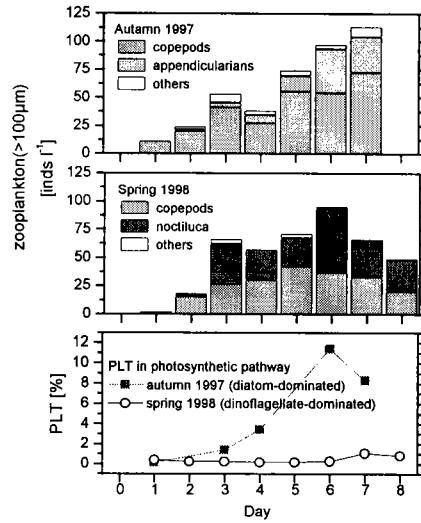 zooplankton(>100µm)
[inds l⁻¹]
125
100
75
50
25
0
Autumn 1997
copepods
appendicularians
others
125
100
75
50
25
0
Spring 1998
copepods
noctiluca
others
PLT [%]
12
10
8
6
4
2
0
PLT in photosynthetic pathway
autumn 1997 (diatom-dominated)
spring 1998 (dinoflagellate-dominated)
0 1 2 3 4 5 6 7 8
Day